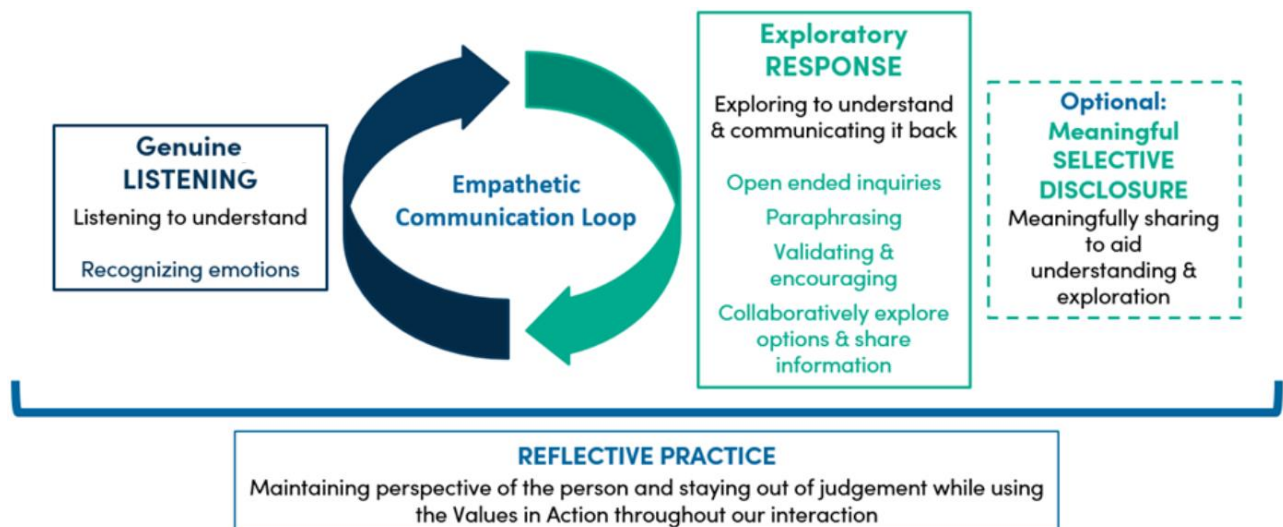 Genuine
LISTENING
Listening to understand
Recognizing emotions
Empathetic
Communication Loop
Exploratory
RESPONSE
Exploring to understand
& communicating it back
Open ended inquiries
Paraphrasing
Validating &
encouraging
Collaboratively explore
options & share
information
Optional:
Meaningful
SELECTIVE
DISCLOSURE
Meaningfully sharing
to aid
understanding &
exploration
REFLECTIVE PRACTICE
Maintaining perspective of the person and staying out of judgement while using
the Values in Action throughout our interaction